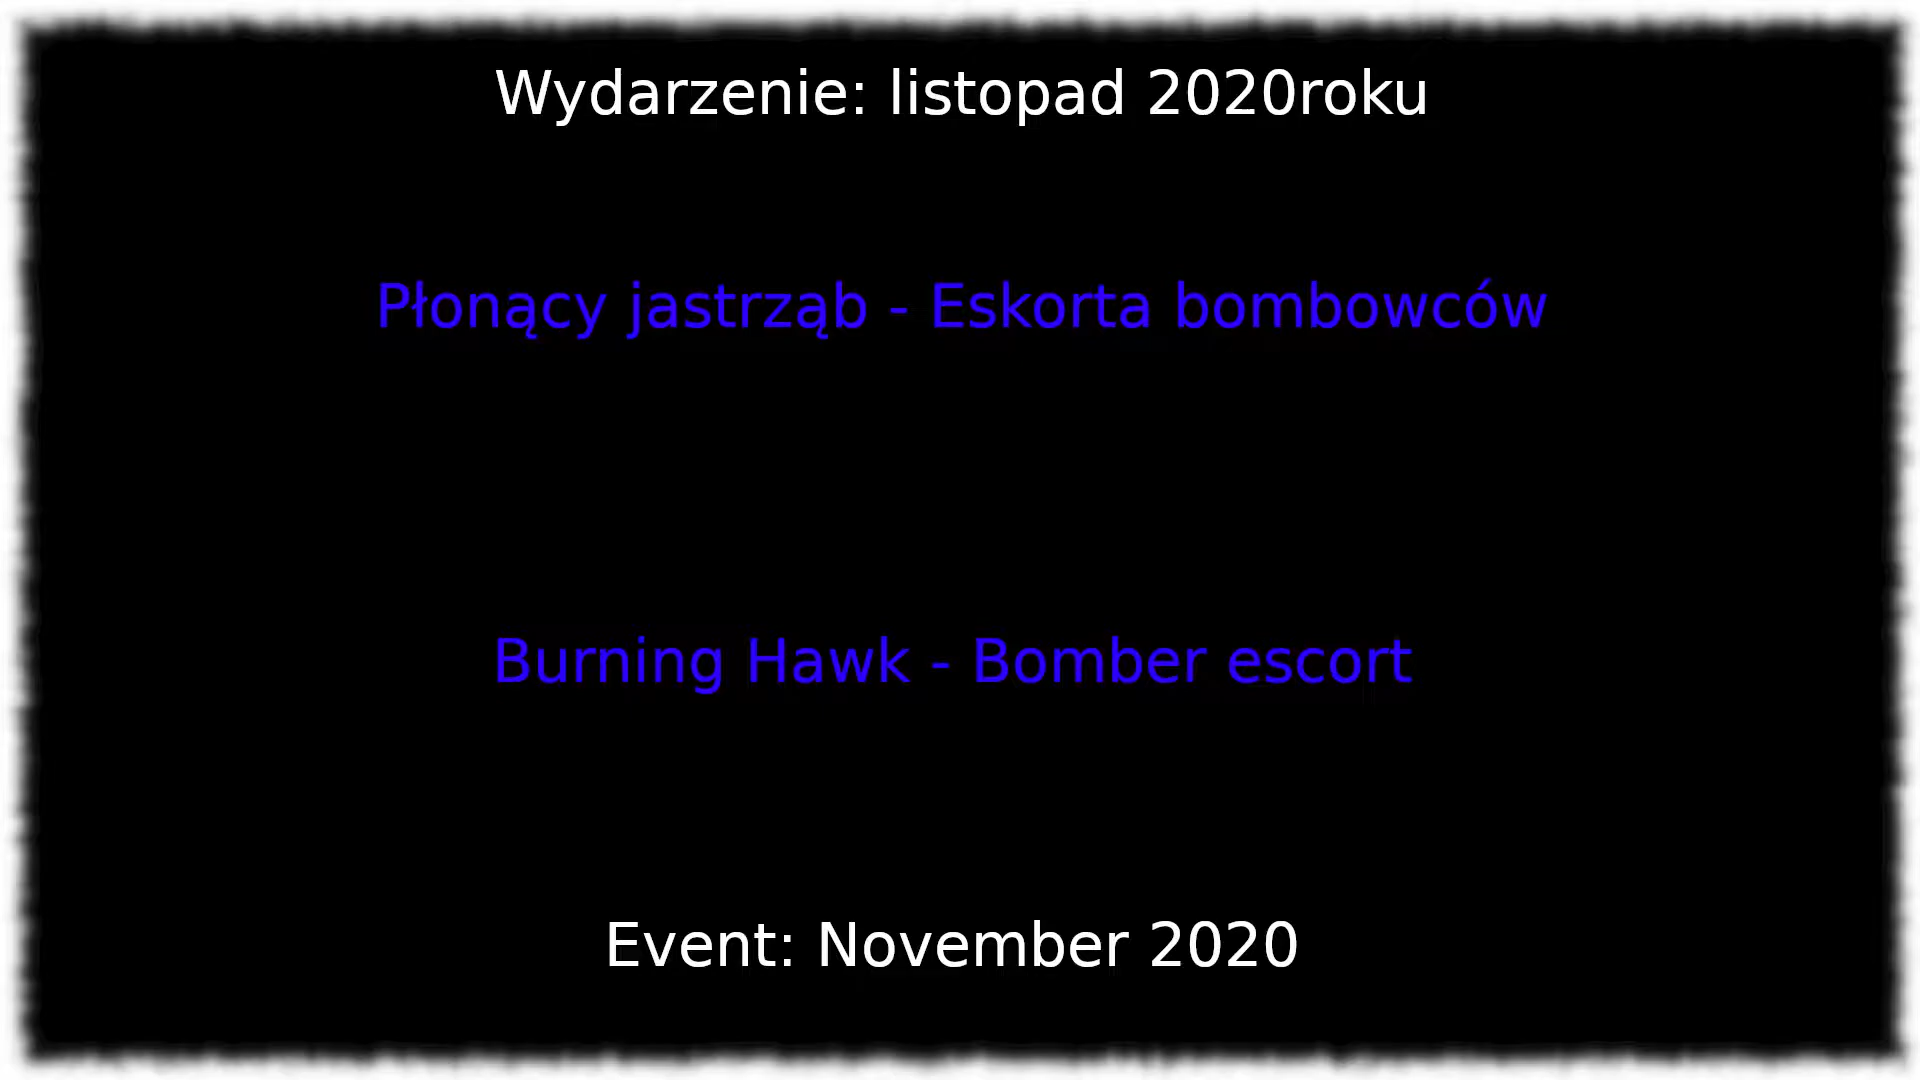 Wydarzenie: listopad 2020roku
Płonący jastrząb - Eskorta bombowców
Burning Hawk - Bomber escort
Event: November 2020